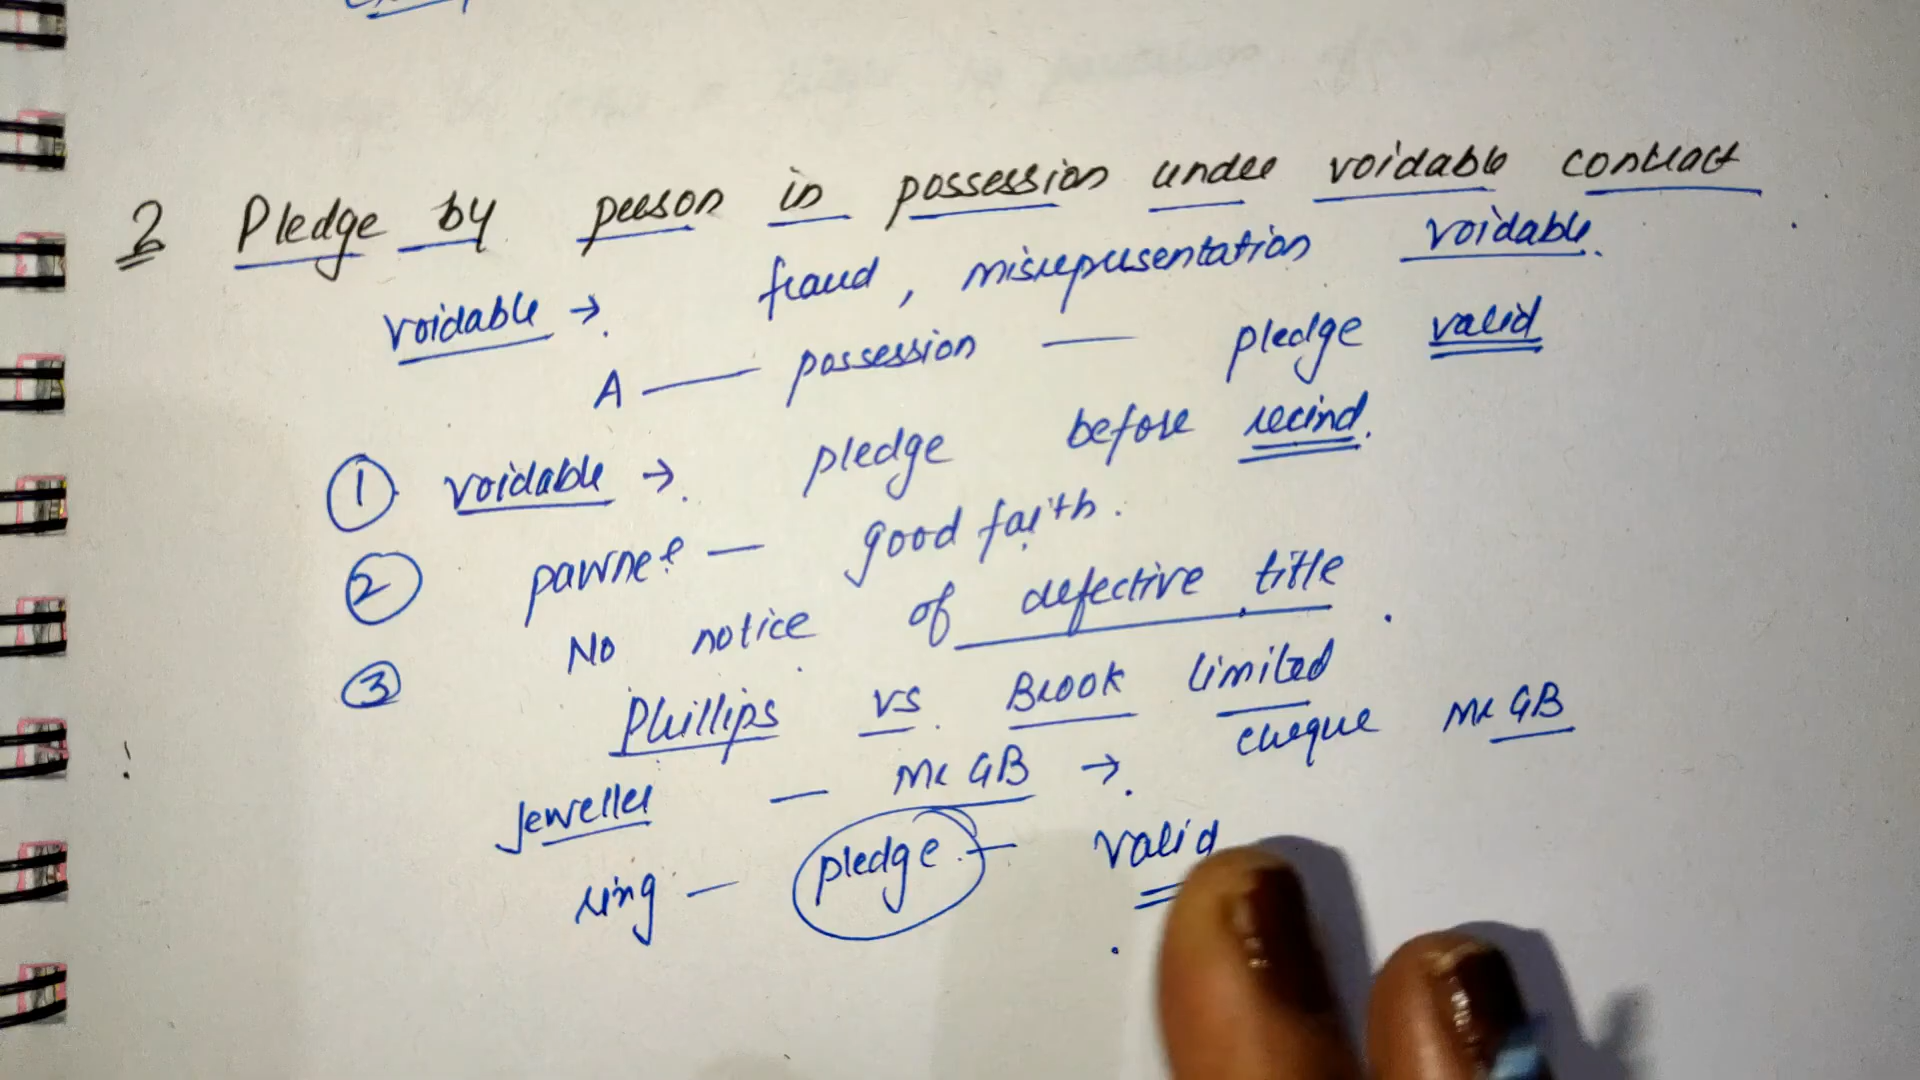 2 Pledge by person in possession under voidable contract
voidable → fraud, misrepresentation voidable.
A — possession — pledge valid
① voidable → pledge before recind.
② pawnee — good faith.
③ No notice of defective title
Phillips vs Brook limited
Jeweller — Mr GB → cheque Mr GB
ring — pledge — valid